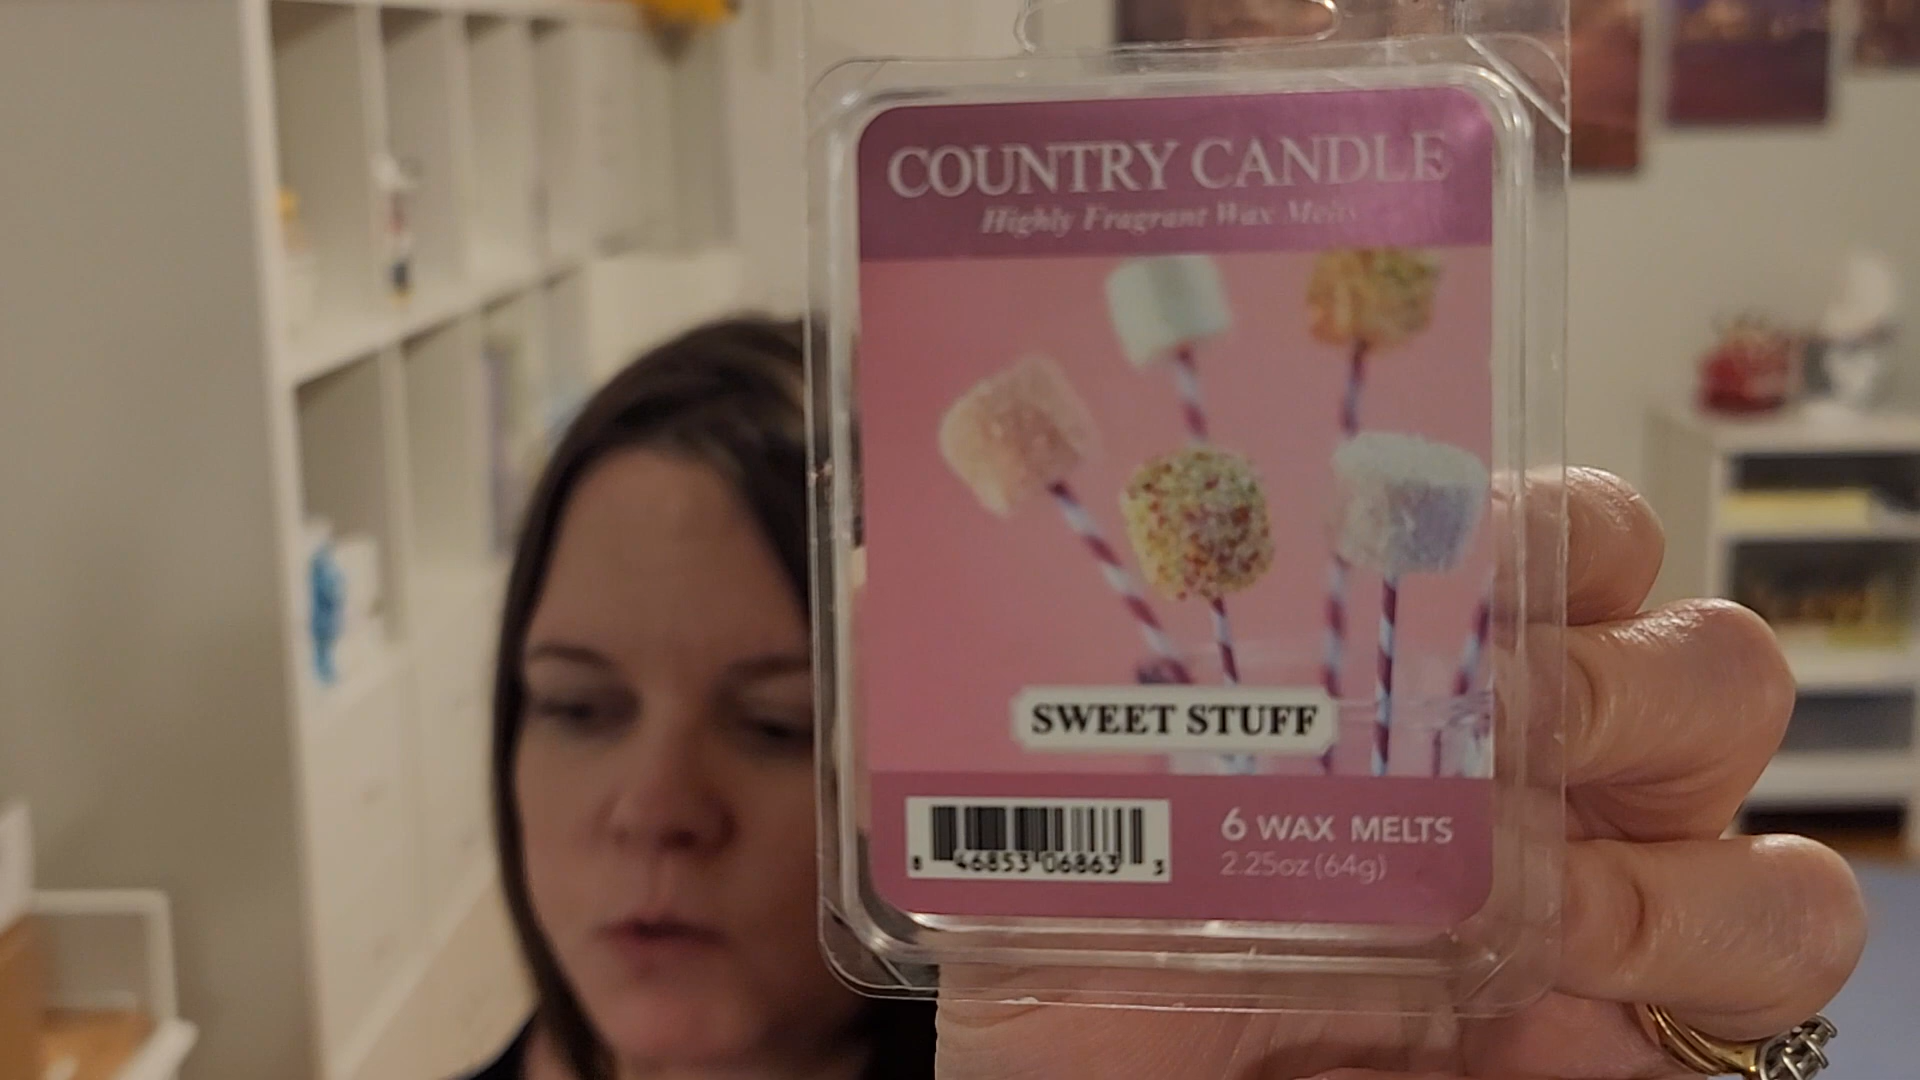 COUNTRY CANDLE
Highly Fragrant Wax Melts
SWEET STUFF
6 WAX MELTS
2.25oz (64g)
8 46853 06863 3